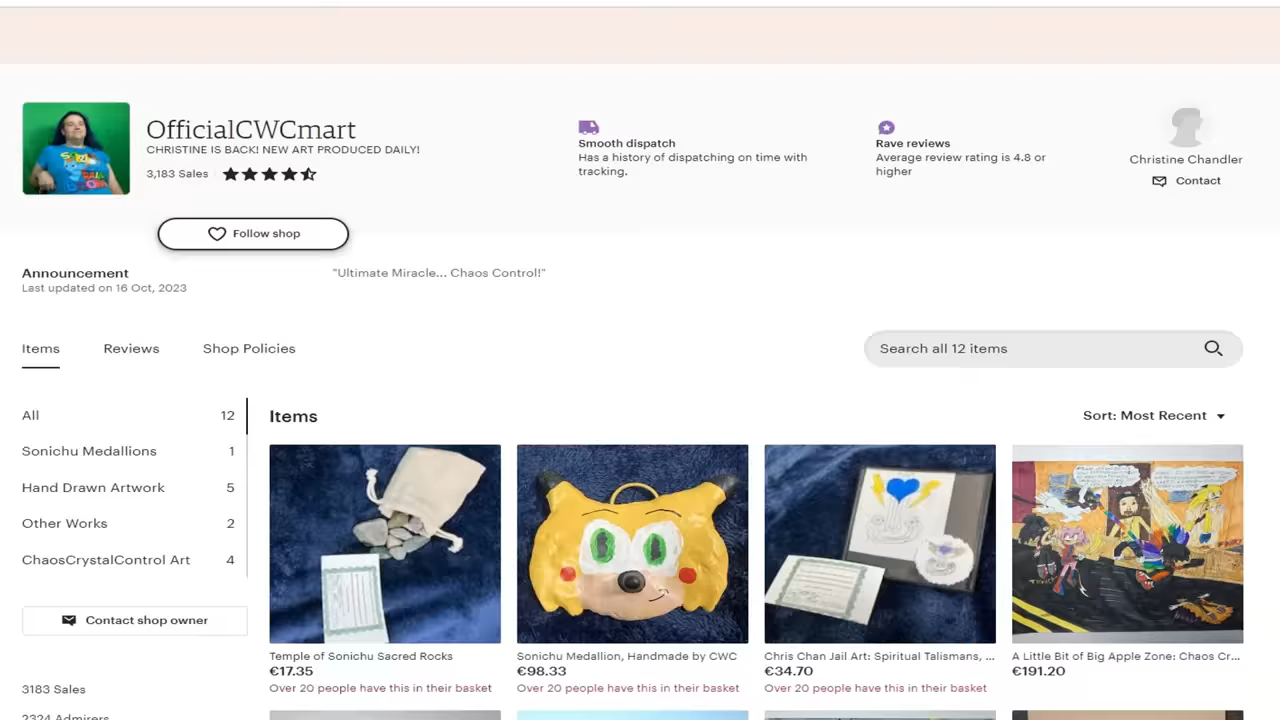 OfficialCWCmart
CHRISTINE IS BACK! NEW ART PRODUCED DAILY!
3,183 Sales
Follow shop
Smooth dispatch
Has a history of dispatching on time with
tracking.
Rave reviews
Average review rating is 4.8 or
higher
Christine Chandler
Contact
Announcement
Last updated on 16 Oct, 2023
"Ultimate Miracle... Chaos Control!"
Items
Reviews
Shop Policies
Search all 12 items
All 12
Sonichu Medallions 1
Hand Drawn Artwork 5
Other Works 2
ChaosCrystalControl Art 4
Contact shop owner
3183 Sales
2324 Admirers
Items
Sort: Most Recent
Temple of Sonichu Sacred Rocks
€17.35
Over 20 people have this in their basket
Sonichu Medallion, Handmade by CWC
€98.33
Over 20 people have this in their basket
Chris Chan Jail Art: Spiritual Talismans, ...
€34.70
Over 20 people have this in their basket
A Little Bit of Big Apple Zone: Chaos Cr...
€191.20